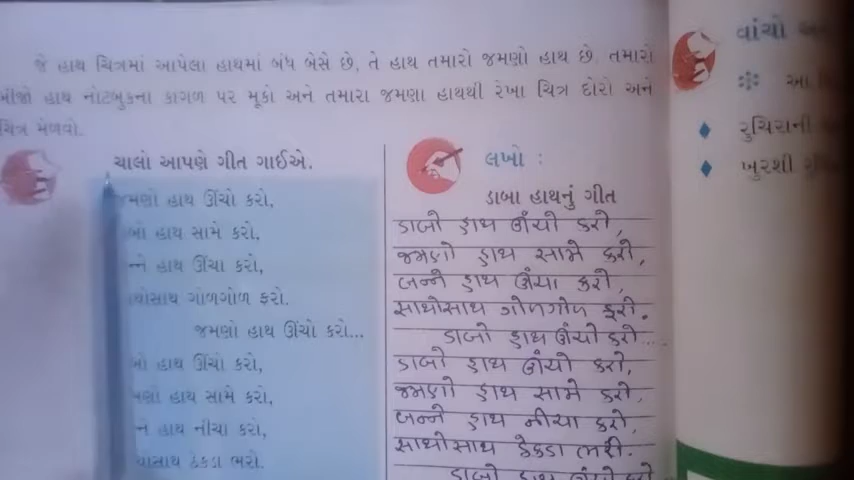 જે હાથ ચિત્રમાં આપેલા હાથમાં બંધ બેસે છે, તે હાથ તમારો જમણો હાથ છે. તમારો
બીજો હાથ નોટબુકના કાગળ પર મૂકો અને તમારા જમણા હાથથી રેખા ચિત્ર દોરો અને
ચિત્ર મેળવો.
ચાલો આપણે ગીત ગાઈએ.
જમણો હાથ ઊંચો કરો,
હાથ સામે કરો,
હાથ ઊંચા કરો,
ગોળગોળ ફરો.
જમણો હાથ ઊંચો કરો...
હાથ ઊંચો કરો,
હાથ સામે કરો,
હાથ નીચા કરો,
ઠેકડા ભરો.
લખો :
ડાબા હાથનું ગીત
ડાબો હાથ ઊંચો કરો,
જમણો હાથ સામે કરો,
બન્ને હાથ ઊંચા કરો,
સાથોસાથ ગોળગોળ ફરો.
ડાબો હાથ ઊંચો કરો.....
ડાબો હાથ ઊંચો કરો,
જમણો હાથ સામે કરો,
બન્ને હાથ નીચા કરો,
સાથોસાથ ઠેકડા ભરો.
ડાબો હાથ ઊંચો કરો
વાંચો
આ
રુચિરાની
ખુરશી